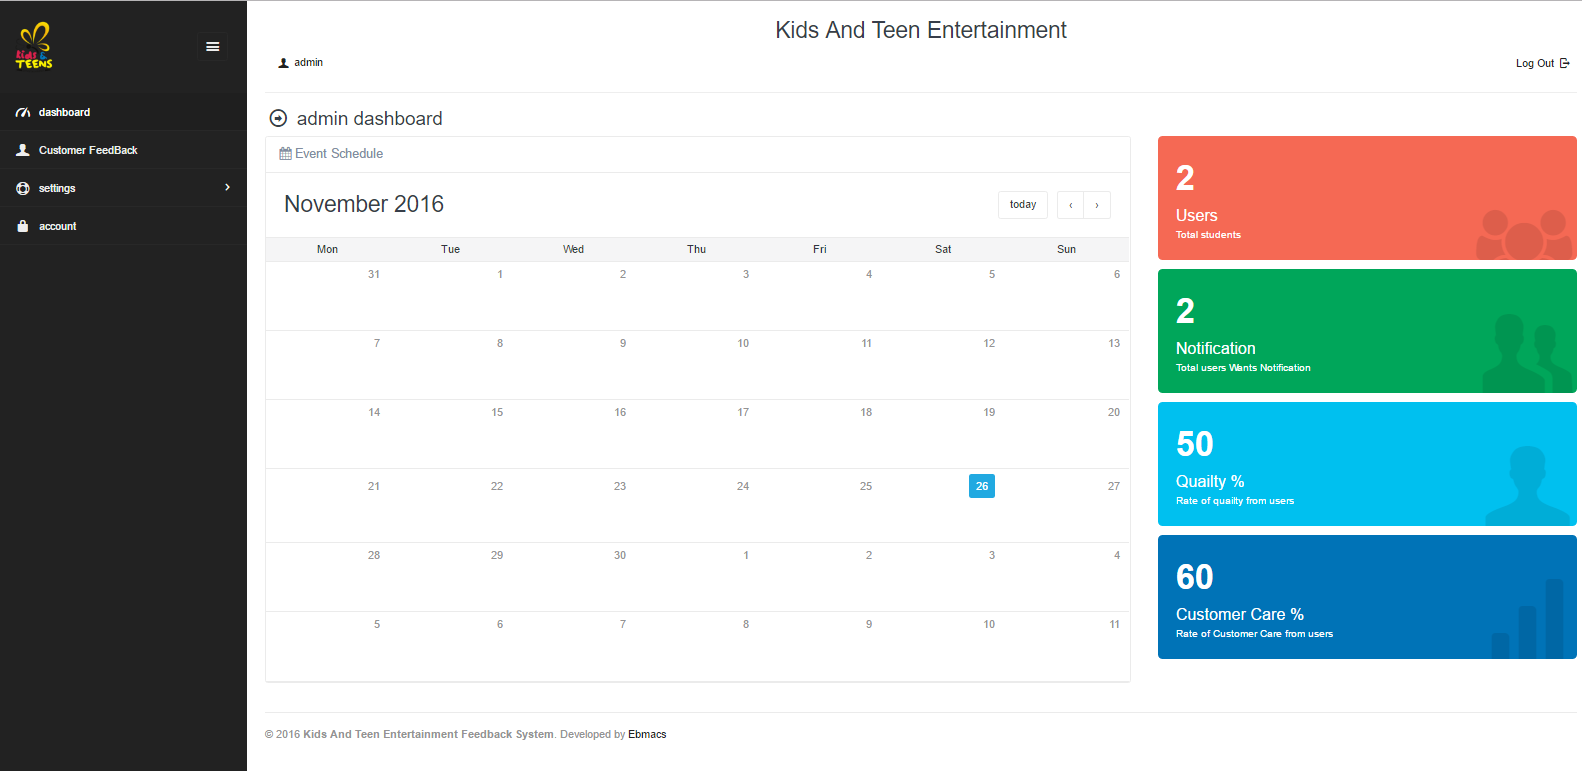 Kids &
TEENS
dashboard
Customer FeedBack
settings
account
Kids And Teen Entertainment
admin
Log Out
admin dashboard
Event Schedule
November 2016
today ‹ ›
Mon Tue Wed Thu Fri Sat Sun
31 1 2 3 4 5 6
7 8 9 10 11 12 13
14 15 16 17 18 19 20
21 22 23 24 25 26 27
28 29 30 1 2 3 4
5 6 7 8 9 10 11
2
Users
Total students
2
Notification
Total users Wants Notification
50
Quailty %
Rate of quailty from users
60
Customer Care %
Rate of Customer Care from users
© 2016 Kids And Teen Entertainment Feedback System. Developed by Ebmacs